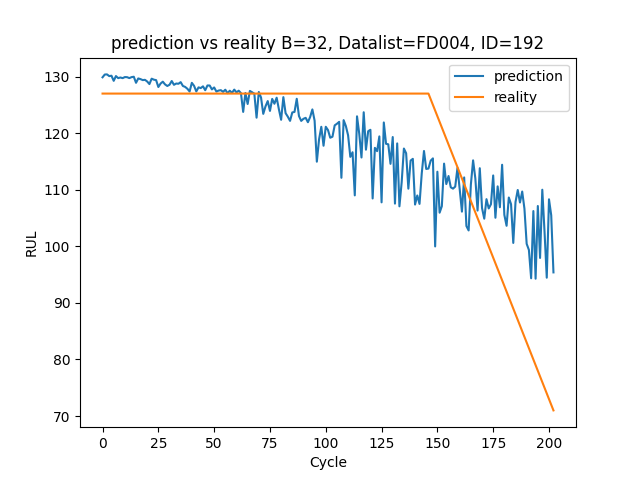 prediction vs reality B=32, Datalist=FD004, ID=192
prediction
reality
RUL
130
120
110
100
90
80
70
0 25 50 75 100 125 150 175 200
Cycle